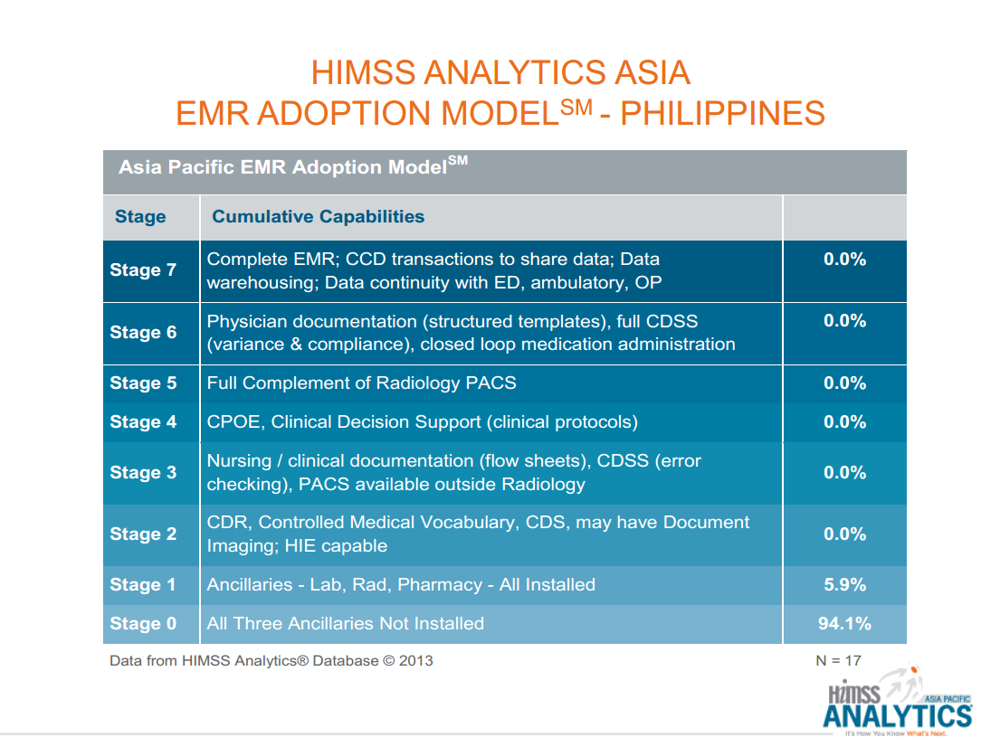 HIMSS ANALYTICS ASIA
EMR ADOPTION MODELSM - PHILIPPINES
Asia Pacific EMR Adoption ModelSM
Stage Cumulative Capabilities
Stage 7 Complete EMR; CCD transactions to share data; Data 0.0%
warehousing; Data continuity with ED, ambulatory, OP
Stage 6 Physician documentation (structured templates), full CDSS 0.0%
(variance & compliance), closed loop medication administration
Stage 5 Full Complement of Radiology PACS 0.0%
Stage 4 CPOE, Clinical Decision Support (clinical protocols) 0.0%
Stage 3 Nursing / clinical documentation (flow sheets), CDSS (error 0.0%
checking), PACS available outside Radiology
Stage 2 CDR, Controlled Medical Vocabulary, CDS, may have Document 0.0%
Imaging; HIE capable
Stage 1 Ancillaries - Lab, Rad, Pharmacy - All Installed 5.9%
Stage 0 All Three Ancillaries Not Installed 94.1%
Data from HIMSS Analytics® Database © 2013 N = 17
HIMSS ASIA PACIFIC
ANALYTICS®
It's How You Know What's Next.